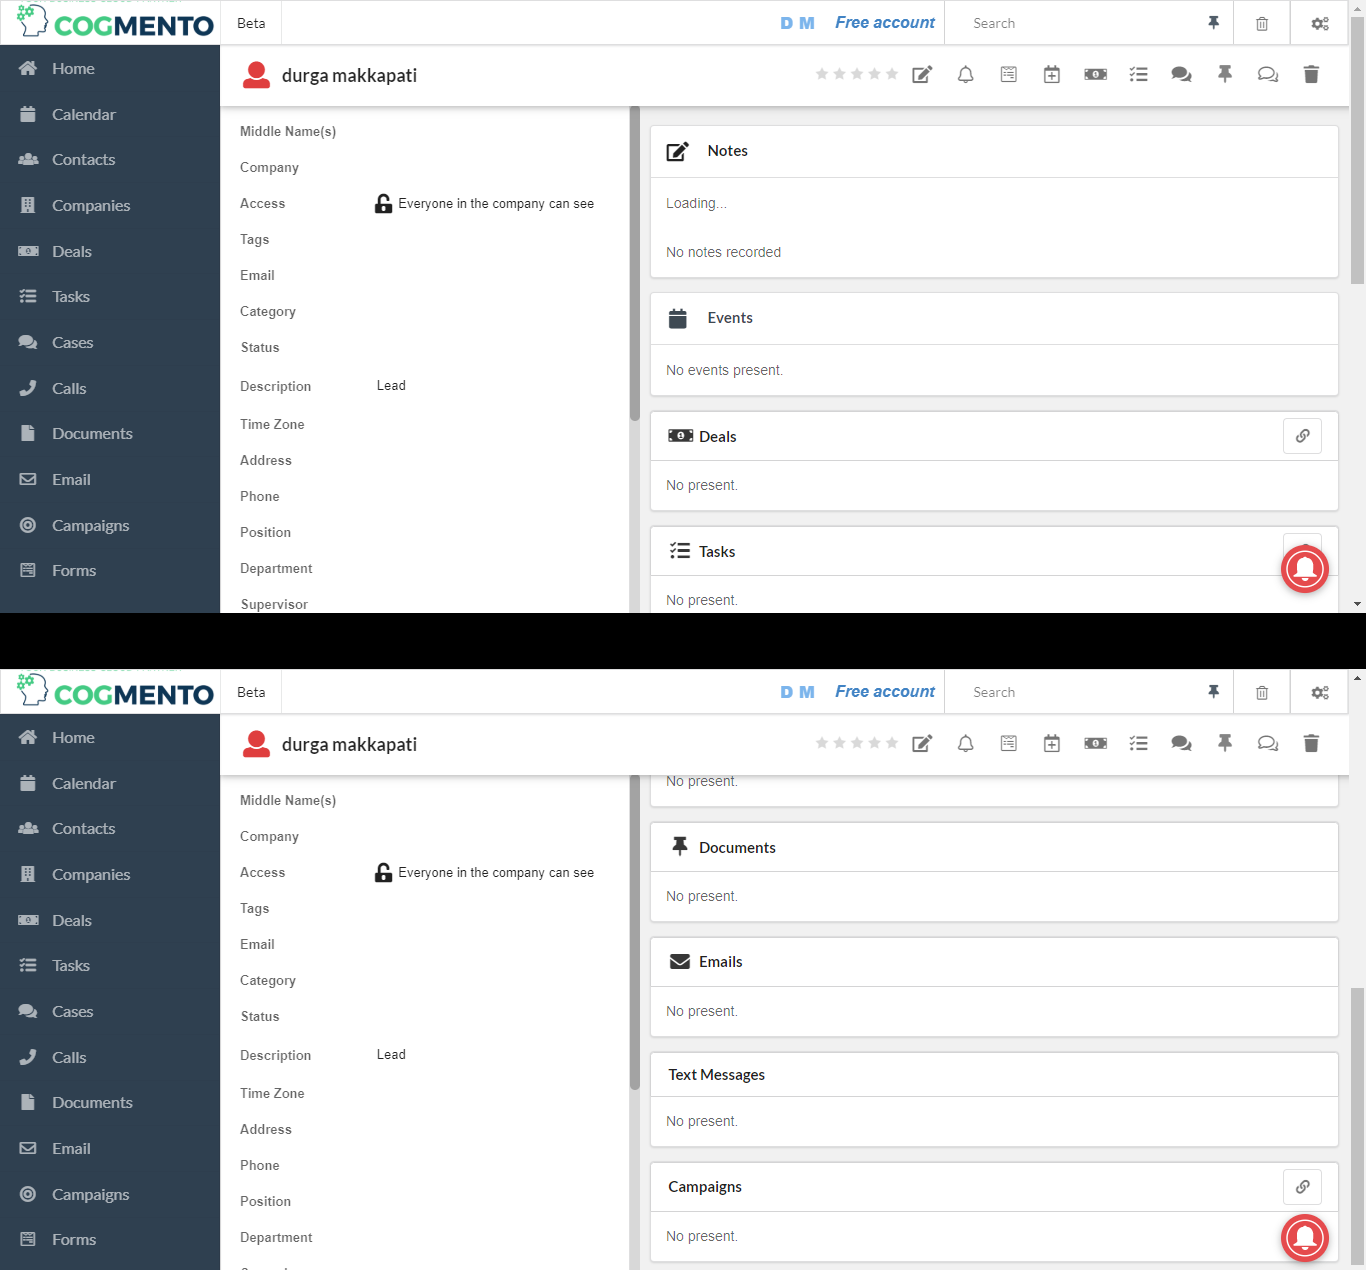 COGMENTO
Beta
D M
Free account
Search
Home
Calendar
Contacts
Companies
Deals
Tasks
Cases
Calls
Documents
Email
Campaigns
Forms
durga makkapati
Middle Name(s)
Company
Access Everyone in the company can see
Tags
Email
Category
Status
Description Lead
Time Zone
Address
Phone
Position
Department
Supervisor
Notes
Loading...
No notes recorded
Events
No events present.
Deals
No present.
Tasks
No present.
COGMENTO
Beta
D M
Free account
Search
Home
Calendar
Contacts
Companies
Deals
Tasks
Cases
Calls
Documents
Email
Campaigns
Forms
durga makkapati
Middle Name(s)
Company
Access Everyone in the company can see
Tags
Email
Category
Status
Description Lead
Time Zone
Address
Phone
Position
Department
No present.
Documents
No present.
Emails
No present.
Text Messages
No present.
Campaigns
No present.